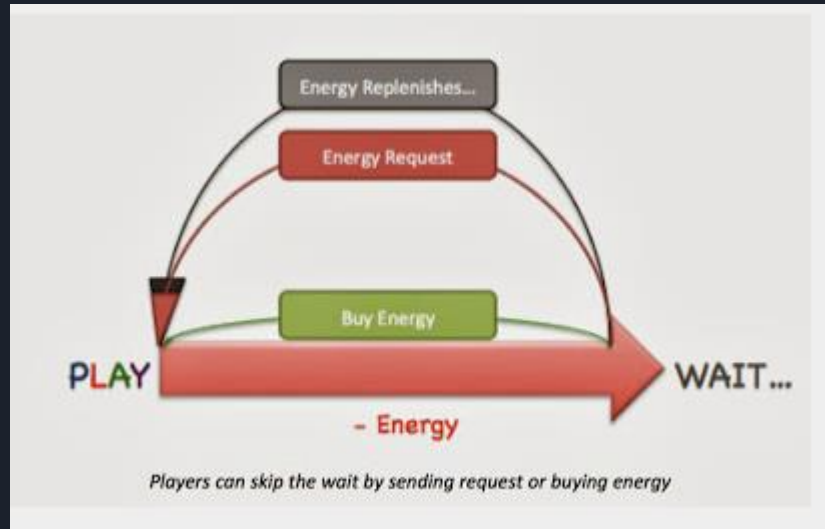 Energy Replenishes...
Energy Request
Buy Energy
PLAY
WAIT...
- Energy
Players can skip the wait by sending request or buying energy